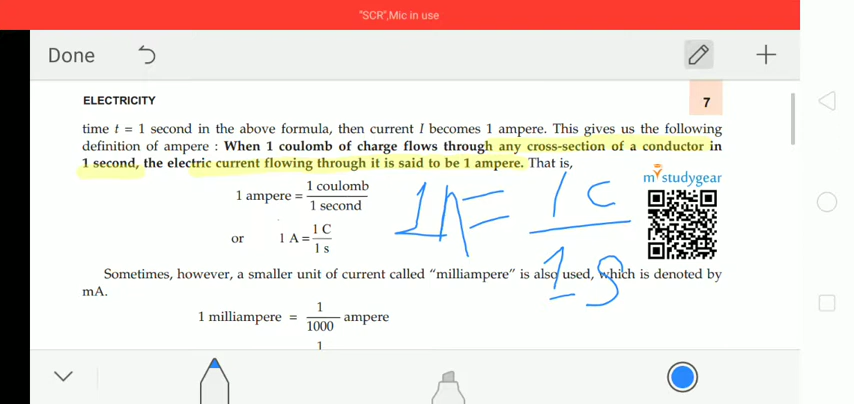 "SCR",Mic in use
Done
ELECTRICITY
7
time t = 1 second in the above formula, then current I becomes 1 ampere. This gives us the following
definition of ampere : When 1 coulomb of charge flows through any cross-section of a conductor in
1 second, the electric current flowing through it is said to be 1 ampere. That is,
mystudygear
1 ampere = 1 coulomb / 1 second
1A = 1C / 1S
or 1 A = 1 C / 1 s
Sometimes, however, a smaller unit of current called “milliampere” is also used, which is denoted by
mA.
1 milliampere = 1 / 1000 ampere
1